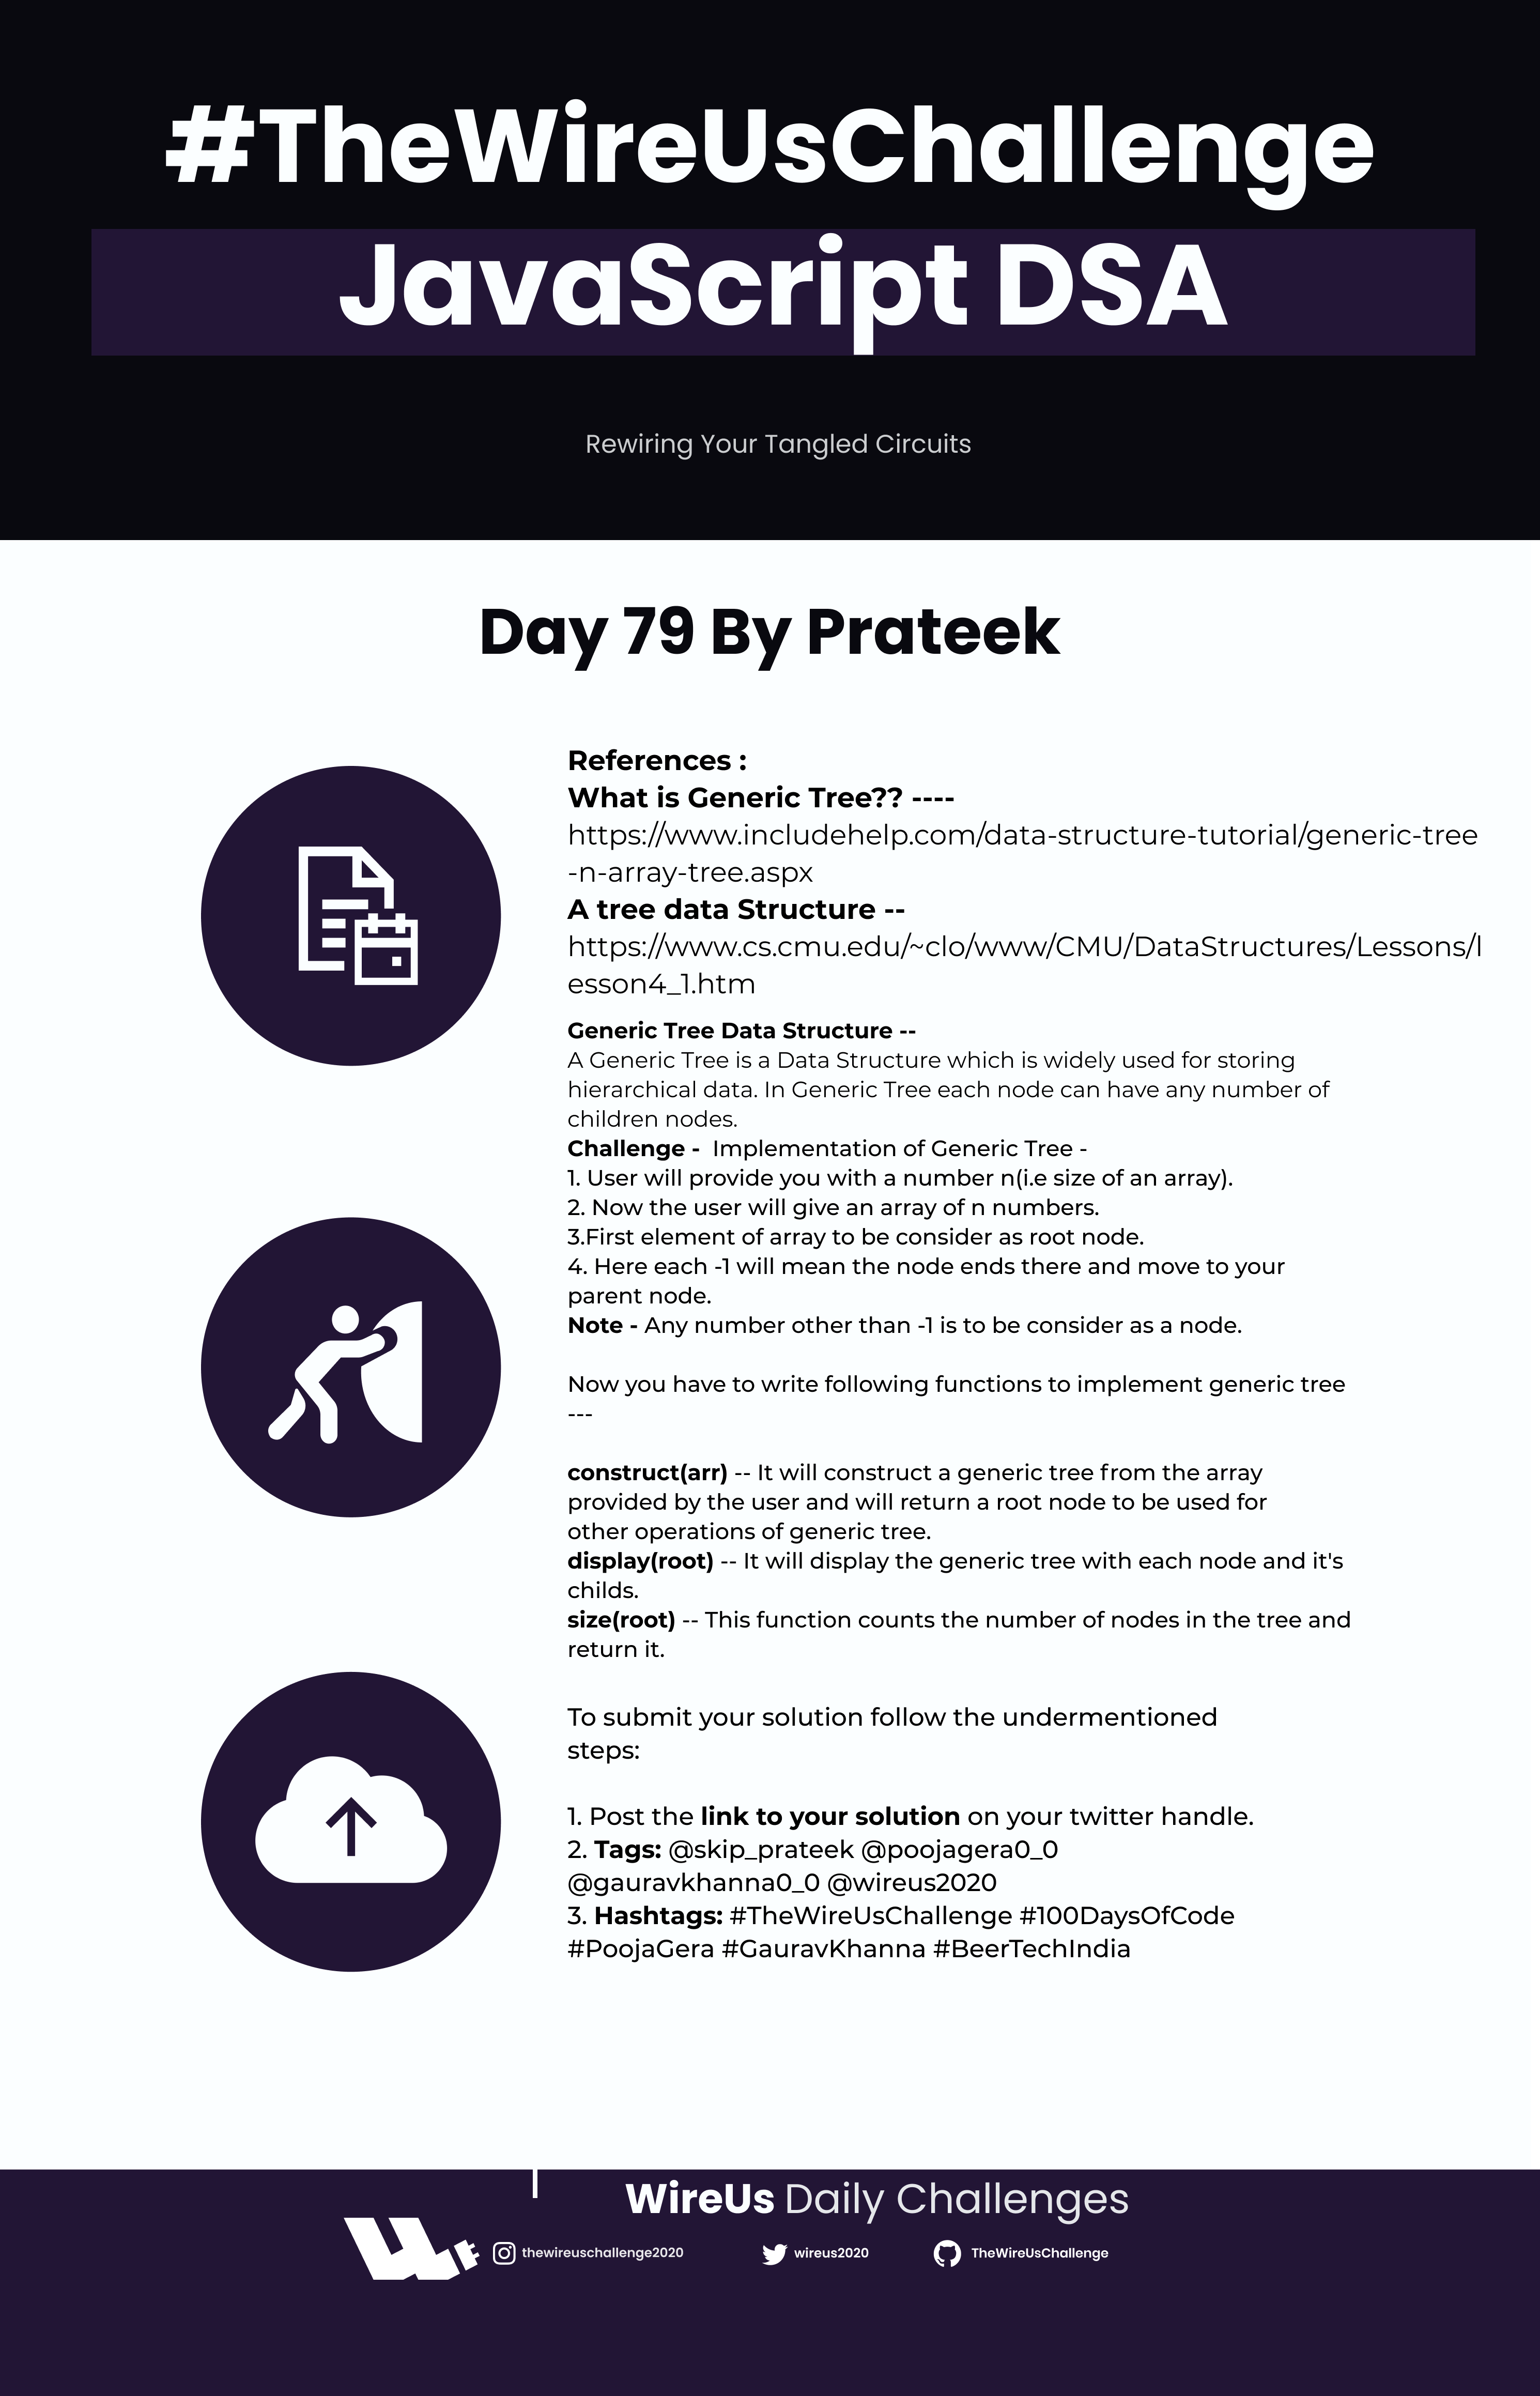 #TheWireUsChallenge
JavaScript DSA
Rewiring Your Tangled Circuits
Day 79 By Prateek
References :
What is Generic Tree?? ----
https://www.includehelp.com/data-structure-tutorial/generic-tree
-n-array-tree.aspx
A tree data Structure --
https://www.cs.cmu.edu/~clo/www/CMU/DataStructures/Lessons/l
esson4_1.htm
Generic Tree Data Structure --
A Generic Tree is a Data Structure which is widely used for storing
hierarchical data. In Generic Tree each node can have any number of
children nodes.
Challenge -  Implementation of Generic Tree -
1. User will provide you with a number n(i.e size of an array).
2. Now the user will give an array of n numbers.
3.First element of array to be consider as root node.
4. Here each -1 will mean the node ends there and move to your
parent node.
Note - Any number other than -1 is to be consider as a node.
Now you have to write following functions to implement generic tree
---
construct(arr) -- It will construct a generic tree from the array
provided by the user and will return a root node to be used for
other operations of generic tree.
display(root) -- It will display the generic tree with each node and it's
childs.
size(root) -- This function counts the number of nodes in the tree and
return it.
To submit your solution follow the undermentioned
steps:
1. Post the link to your solution on your twitter handle.
2. Tags: @skip_prateek @poojagera0_0
@gauravkhanna0_0 @wireus2020
3. Hashtags: #TheWireUsChallenge #100DaysOfCode
#PoojaGera #GauravKhanna #BeerTechIndia
WireUs Daily Challenges
thewireuschallenge2020 wireus2020 TheWireUsChallenge